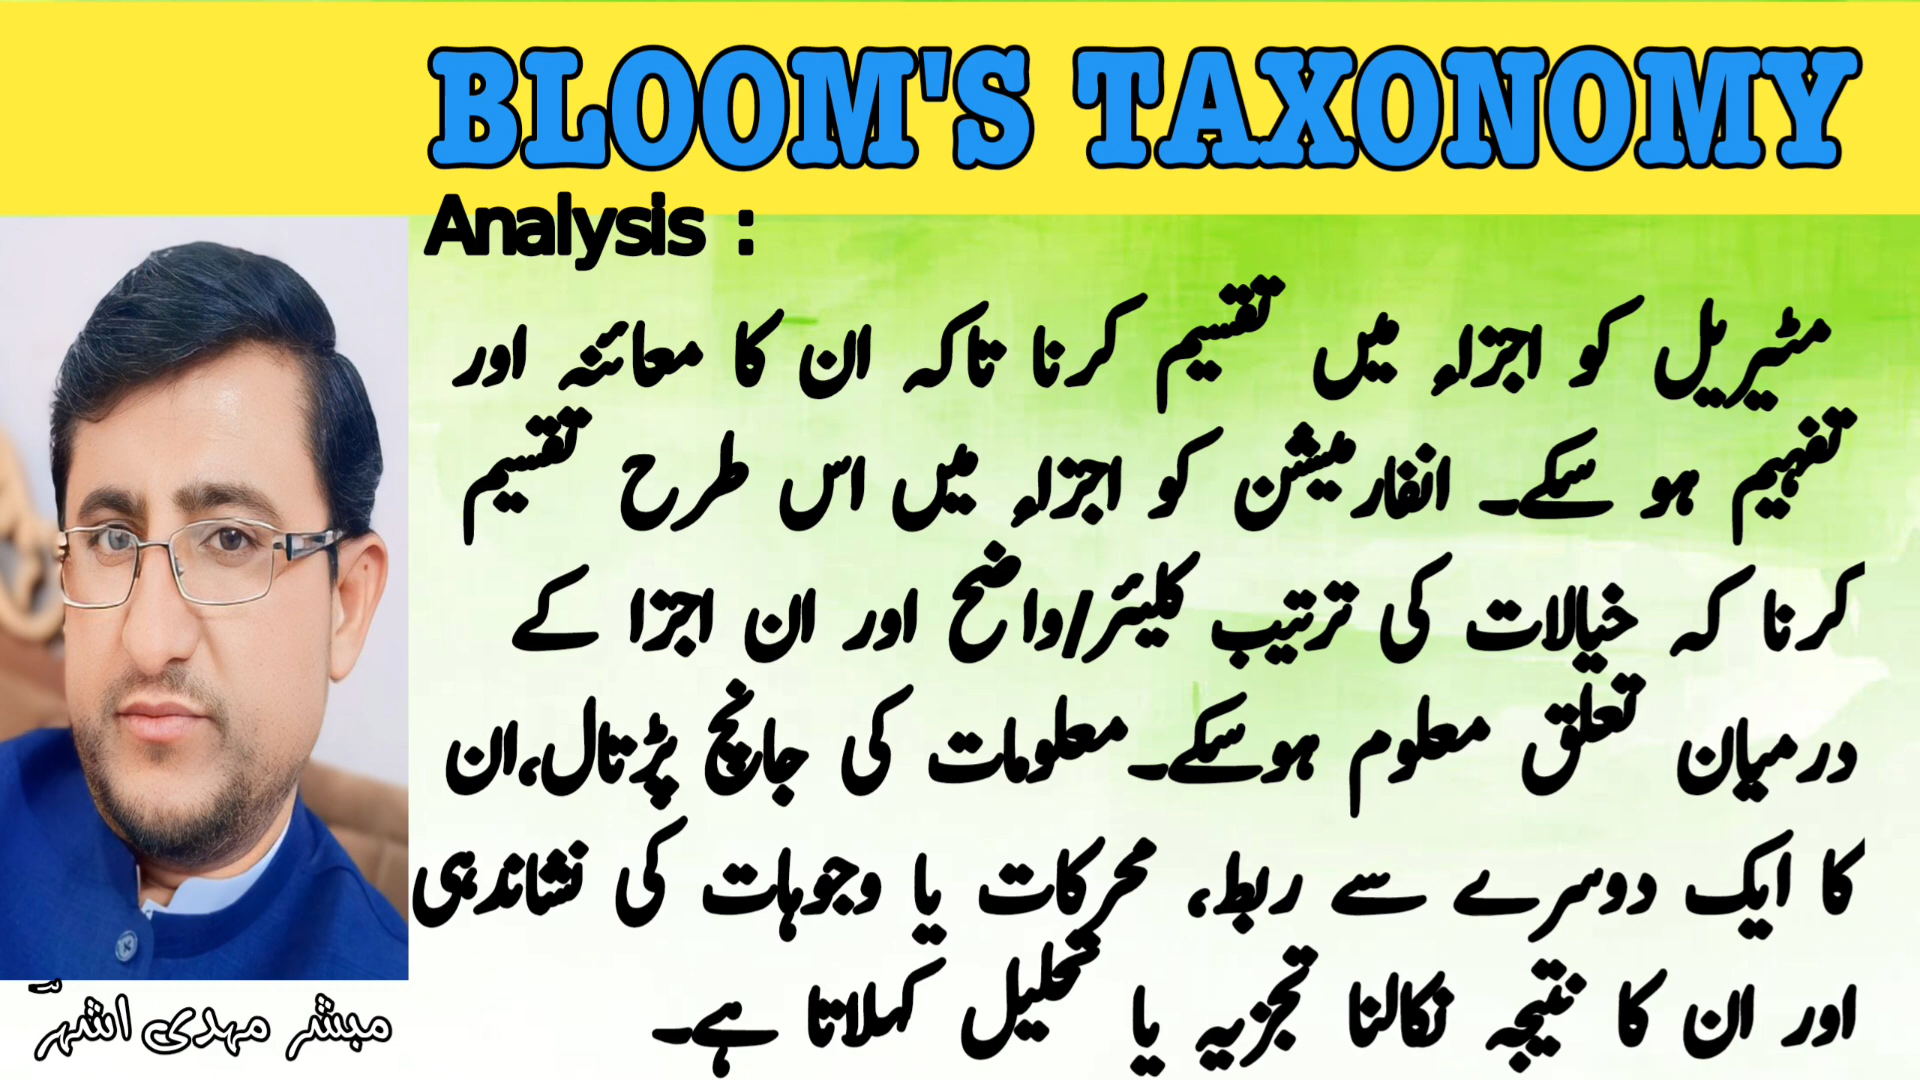 BLOOM'S TAXONOMY
Analysis :
مٹیریل کو اجزاء میں تقسیم کرنا تاکہ ان کا معائنہ اور
تفہیم ہو سکے۔ انفارمیشن کو اجزاء میں اس طرح تقسیم
کرنا کہ خیالات کی ترتیب کلیئر/واضح اور ان اجزا کے
درمیان تعلق معلوم ہوسکے۔معلومات کی جانچ پڑتال،ان
کا ایک دوسرے سے ربط، محرکات یا وجوہات کی نشاندہی
اور ان کا نتیجہ نکالنا تجزیہ یا تحلیل کہلاتا ہے۔
مبشر مہدی اشہرؔ